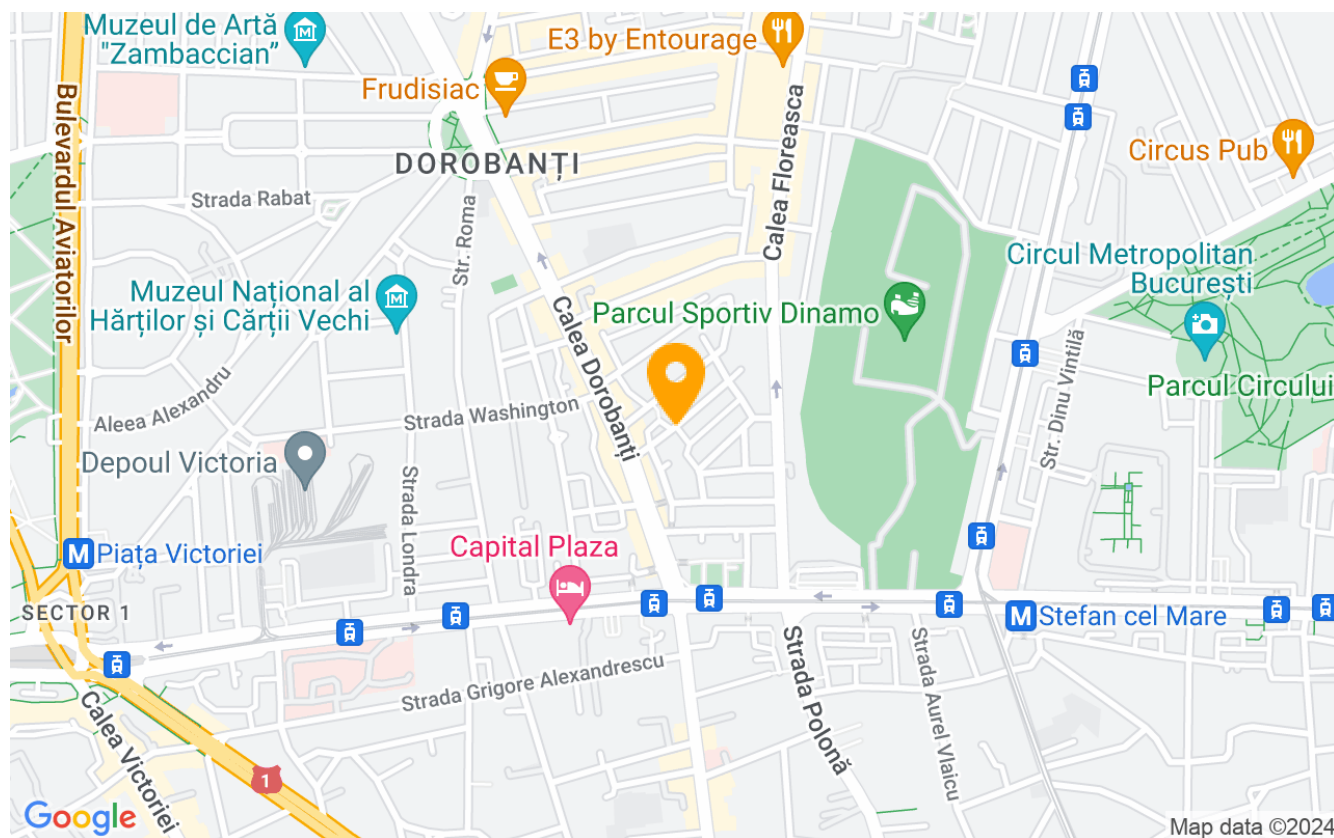 Muzeul de Artă
"Zambaccian”
E3 by Entourage
Frudisiac
Circus Pub
DOROBANȚI
Bulevardul Aviatorilor
Strada Rabat
Str. Roma
Calea Floreasca
Circul Metropolitan
București
Muzeul Național al
Hărților și Cărții Vechi
Parcul Sportiv Dinamo
Calea Dorobanți
Parcul Circului
Aleea Alexandru
Strada Washington
Str. Dinu Vintilă
Depoul Victoria
Strada Londra
Capital Plaza
M Piața Victoriei
SECTOR 1
M Stefan cel Mare
Strada Grigore Alexandrescu
Strada Polonă
Strada Aurel Vlaicu
Calea Victoriei
1
Google
Map data ©2024